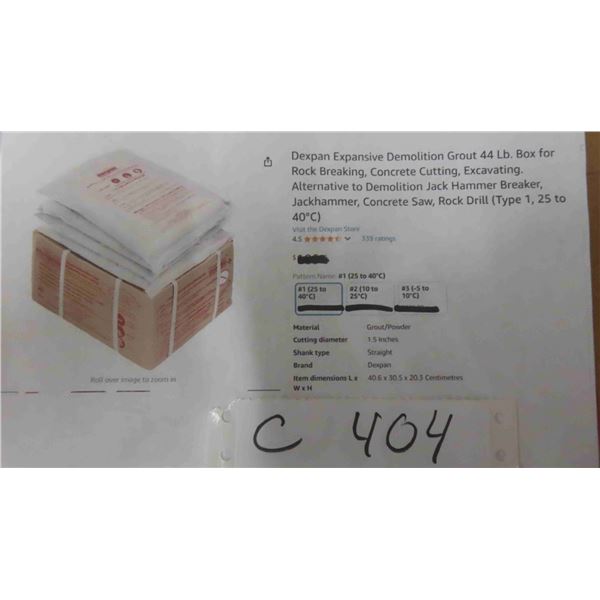 Dexpan Expansive Demolition Grout 44 Lb. Box for
Rock Breaking, Concrete Cutting, Excavating.
Alternative to Demolition Jack Hammer Breaker,
Jackhammer, Concrete Saw, Rock Drill (Type 1, 25 to
40°C)
Visit the Dexpan Store
4.5 339 ratings
$
Pattern Name: #1 (25 to 40°C)
#1 (25 to
40°C)
#2 (10 to
25°C)
#3 (-5 to
10°C)
Material Grout/Powder
Cutting diameter 1.5 Inches
Shank type Straight
Brand Dexpan
Item dimensions L x 40.6 x 30.5 x 20.3 Centimetres
W x H
Roll over image to zoom in
C 404